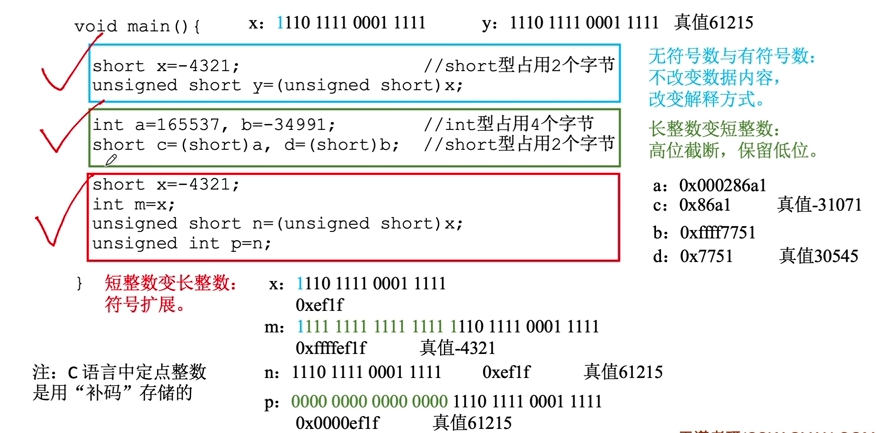 void main(){
x：1110 1111 0001 1111
y：1110 1111 0001 1111 真值61215
short x=-4321; //short型占用2个字节
unsigned short y=(unsigned short)x;
无符号数与有符号数：
不改变数据内容，
改变解释方式。
int a=165537, b=-34991; //int型占用4个字节
short c=(short)a, d=(short)b; //short型占用2个字节
长整数变短整数：
高位截断，保留低位。
short x=-4321;
int m=x;
unsigned short n=(unsigned short)x;
unsigned int p=n;
a：0x000286a1
c：0x86a1 真值-31071
b：0xffff7751
d：0x7751 真值30545
}
短整数变长整数：
符号扩展。
x：1110 1111 0001 1111
0xef1f
m：1111 1111 1111 1111 1110 1111 0001 1111
0xffffef1f 真值-4321
注：C 语言中定点整数
是用“补码”存储的
n：1110 1111 0001 1111 0xef1f 真值61215
p：0000 0000 0000 0000 1110 1111 0001 1111
0x0000ef1f 真值61215